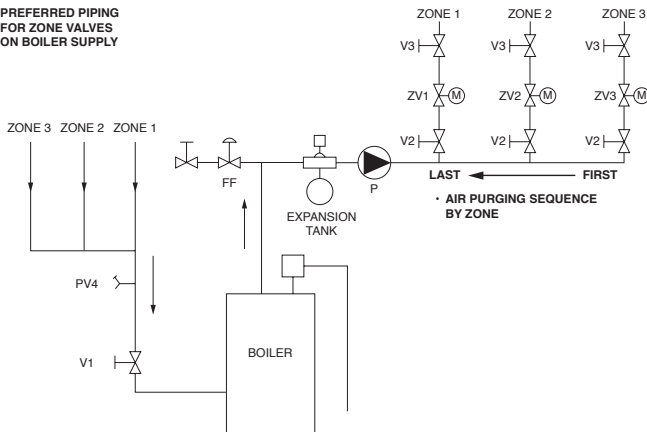 PREFERRED PIPING
FOR ZONE VALVES
ON BOILER SUPPLY
ZONE 1 ZONE 2 ZONE 3
V3 V3 V3
ZV1 M ZV2 M ZV3 M
V2 V2 V2
ZONE 3 ZONE 2 ZONE 1
FF
P
LAST FIRST
EXPANSION
TANK
• AIR PURGING SEQUENCE
BY ZONE
PV4
BOILER
V1